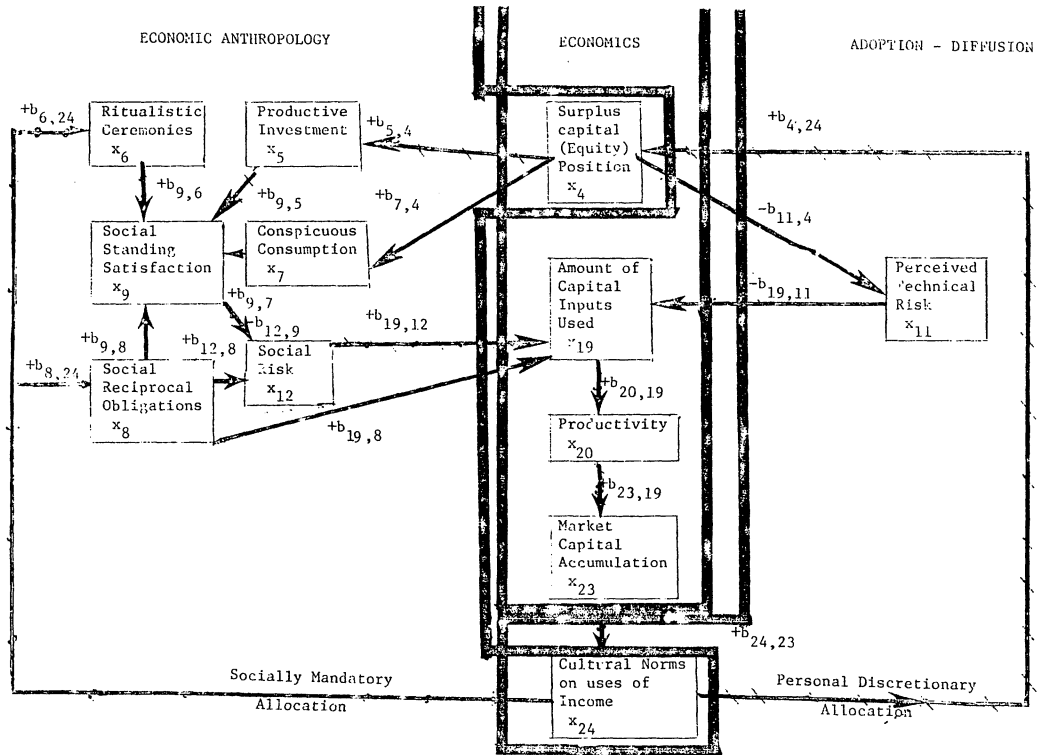 ECONOMIC ANTHROPOLOGY
ECONOMICS
ADOPTION - DIFFUSION
+b6,24
Ritualistic
Ceremonies
x6
Productive
Investment
x5
+b5,4
Surplus
capital
(Equity)
Position
x4
+b4,24
+b9,6
+b9,5
+b7,4
-b11,4
Social
Standing
Satisfaction
x9
Conspicuous
Consumption
x7
Amount of
Capital
Inputs
Used
19
Perceived
Technical
Risk
x11
-b19,11
+b9,7
+b12,9
+b19,12
+b9,8
+b12,8
Social
Risk
x12
+b8,24
Social
Reciprocal
Obligations
x8
+b19,8
+b20,19
Productivity
x20
+b23,19
Market
Capital
Accumulation
x23
+b24,23
Cultural Norms
on uses of
Income
x24
Socially Mandatory
Allocation
Personal Discretionary
Allocation